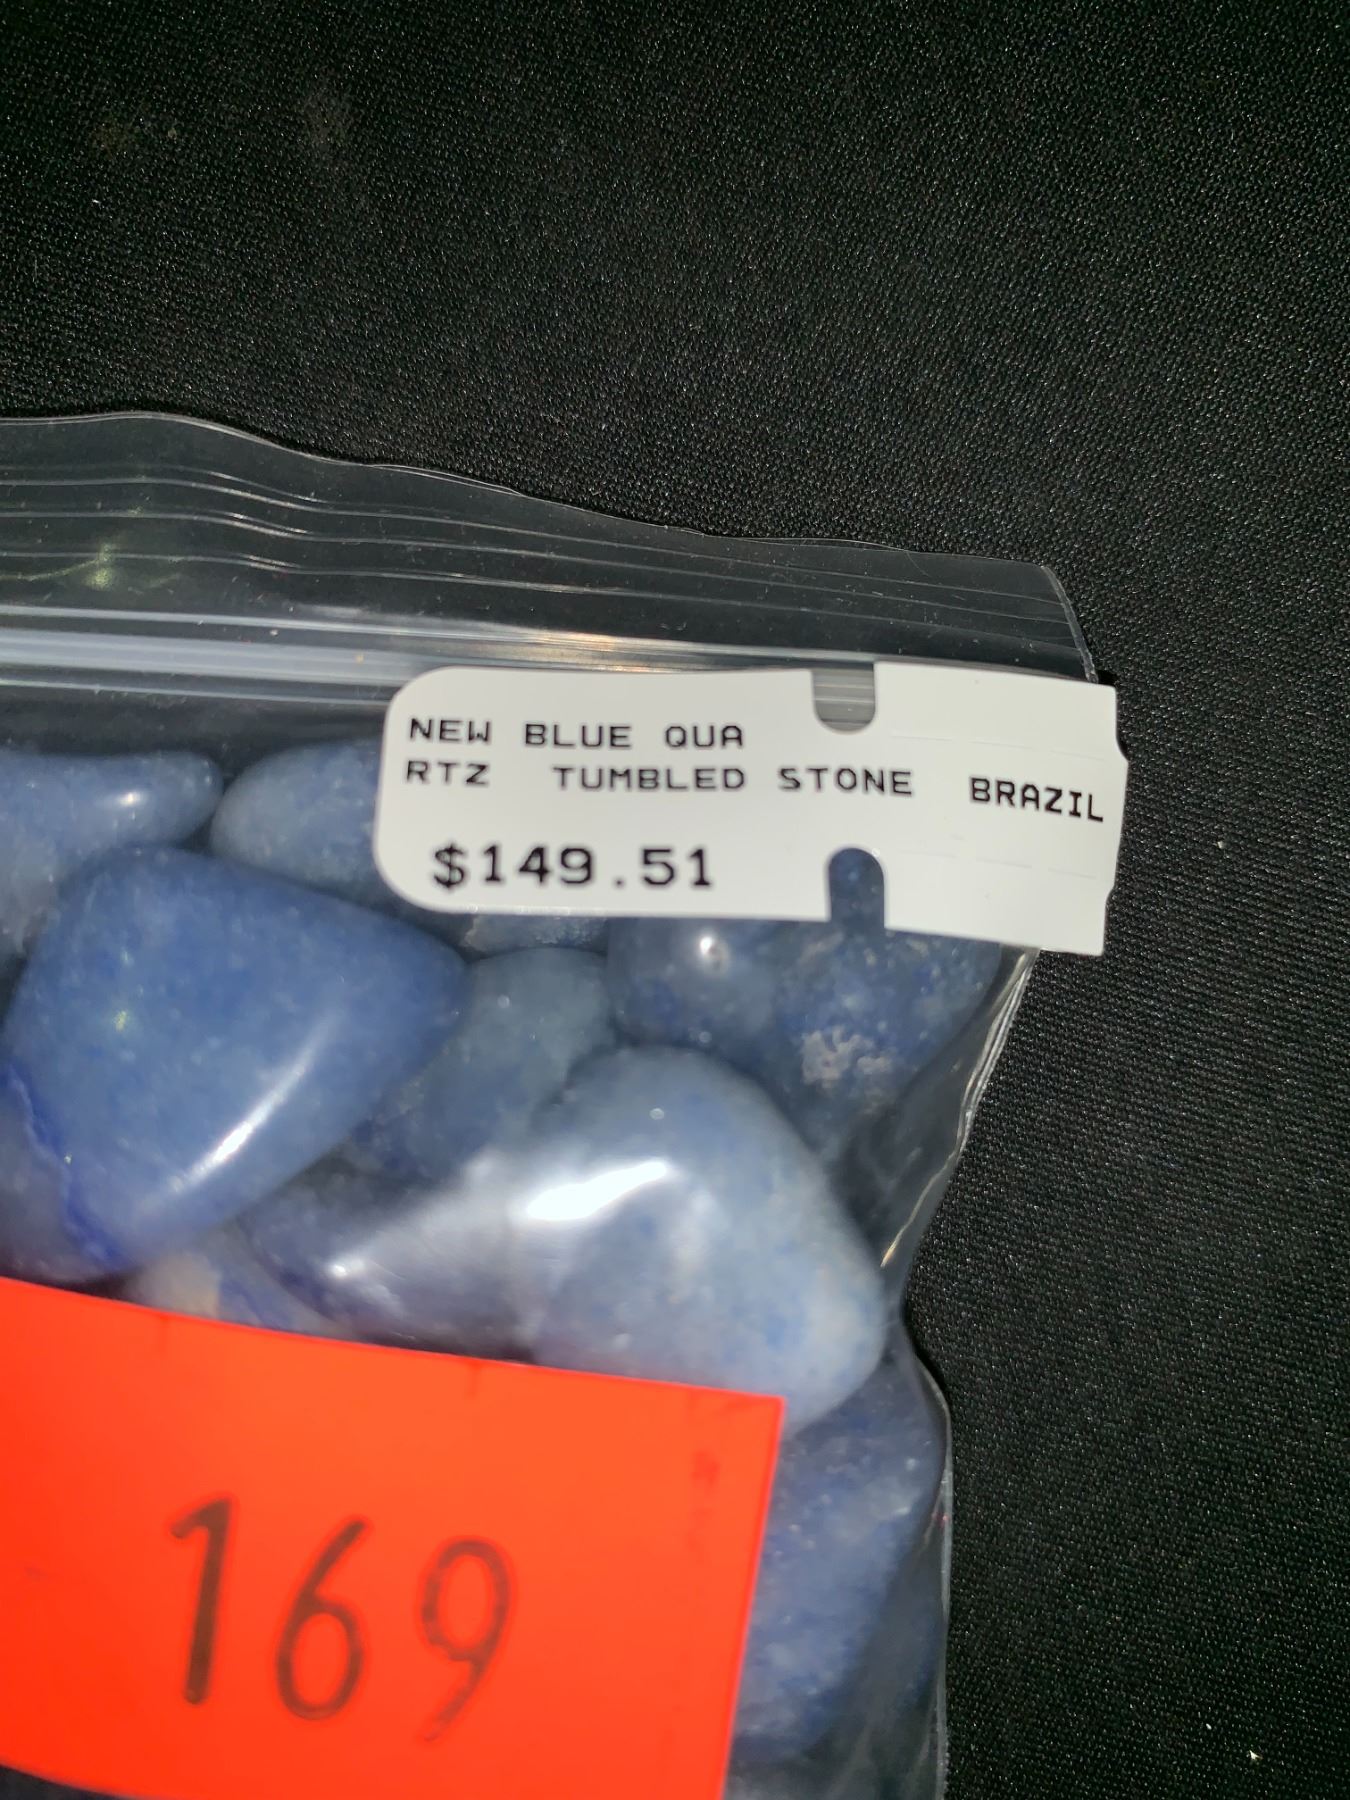 NEW BLUE QUA
RTZ TUMBLED STONE BRAZIL
$149.51
169